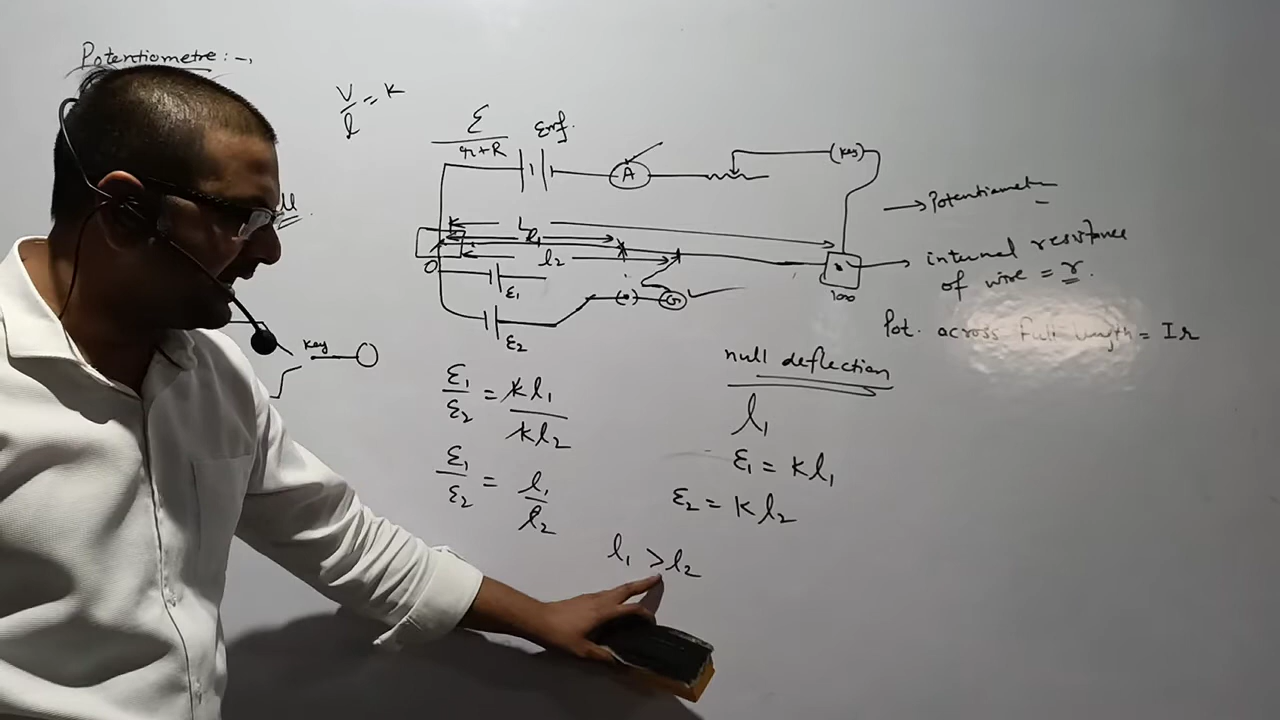 Potentiometre :-
V/l = K
ε/(r+R)
Emf.
A
(key)
L
l1
l2
0
100
ε1
ε2
(•)
G
→ Potentiometer
internal resistance
of wire = r.
Pot. across full length = Ir
key
null deflection
l1
ε1 = kl1
ε2 = kl2
ε1/ε2 = kl1/kl2
ε1/ε2 = l1/l2
l1 > l2